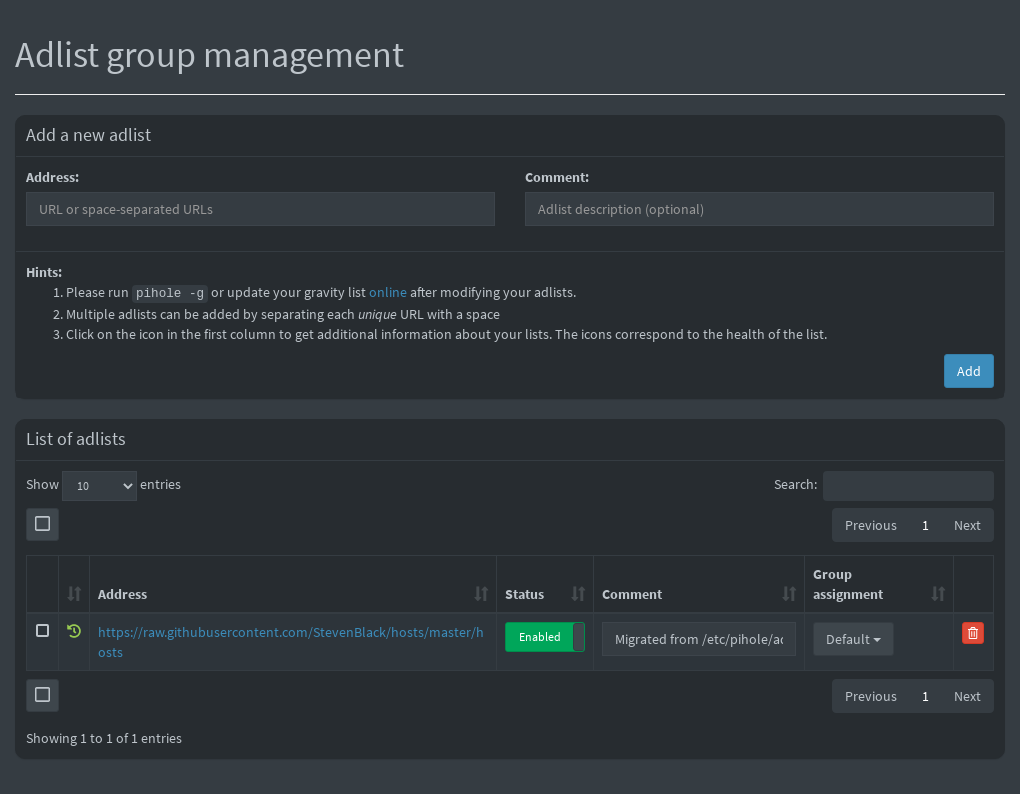 Adlist group management
Add a new adlist
Address:
Comment:
URL or space-separated URLs
Adlist description (optional)
Hints:
1. Please run pihole -g or update your gravity list online after modifying your adlists.
2. Multiple adlists can be added by separating each unique URL with a space
3. Click on the icon in the first column to get additional information about your lists. The icons correspond to the health of the list.
Add
List of adlists
Show 10 entries
Search:
Previous 1 Next
Address Status Comment Group assignment
https://raw.githubusercontent.com/StevenBlack/hosts/master/h
osts
Enabled
Migrated from /etc/pihole/ac
Default
Previous 1 Next
Showing 1 to 1 of 1 entries